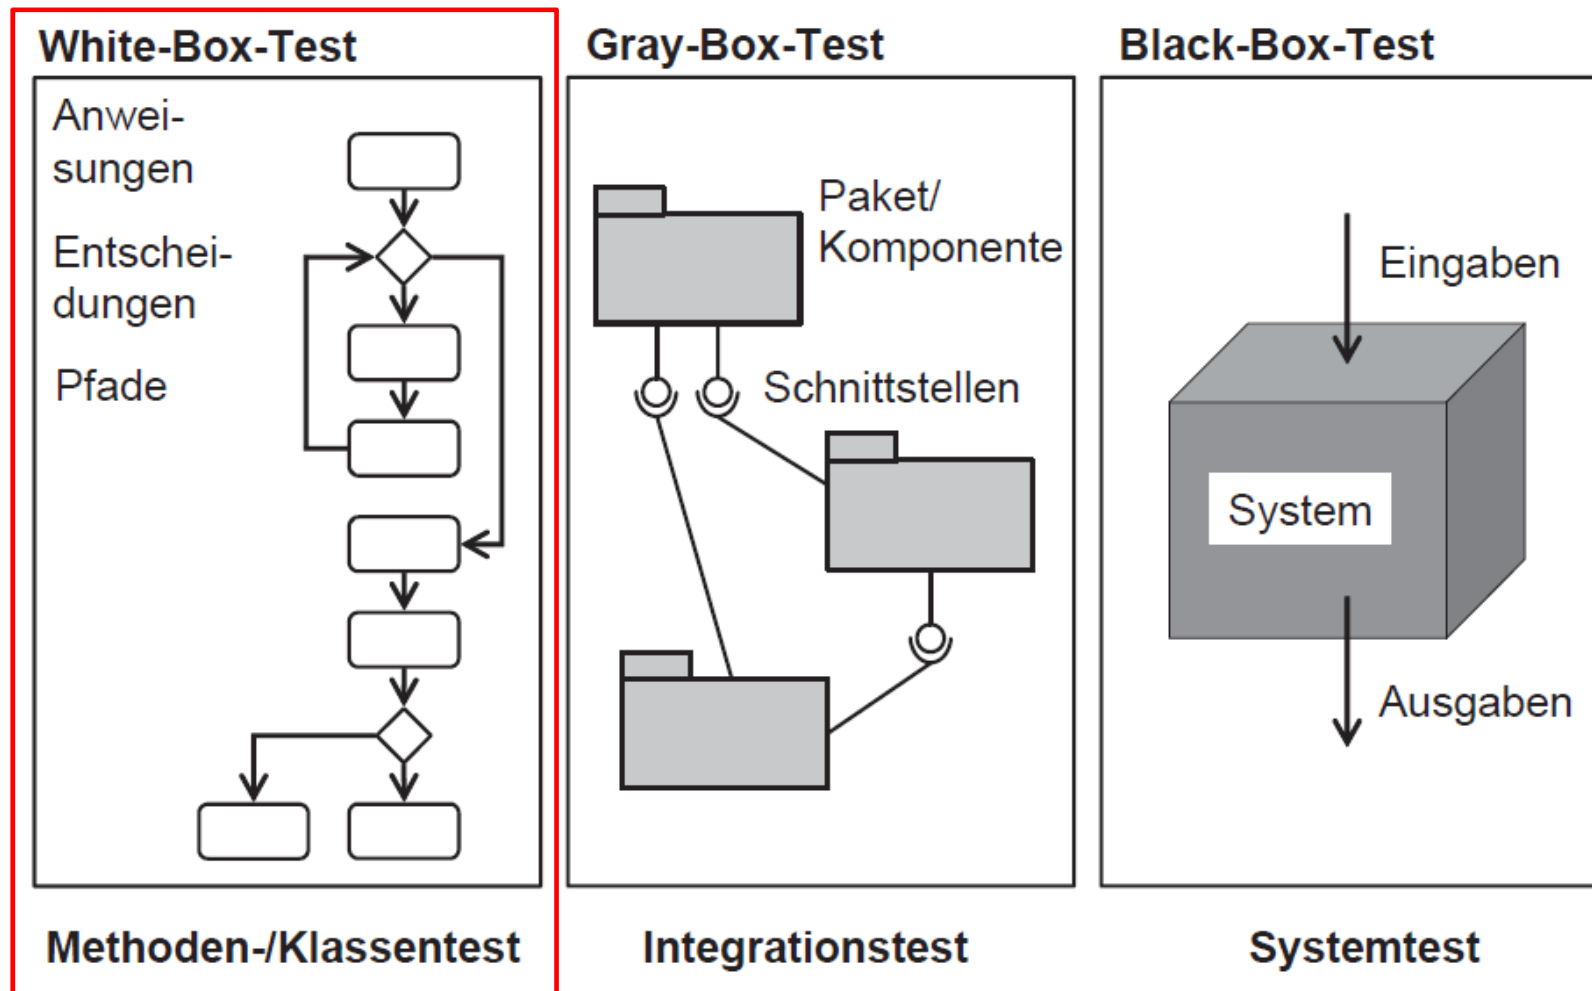 White-Box-Test
Anwei-
sungen
Entschei-
dungen
Pfade
Methoden-/Klassentest
Gray-Box-Test
Paket/
Komponente
Schnittstellen
Integrationstest
Black-Box-Test
Eingaben
System
Ausgaben
Systemtest